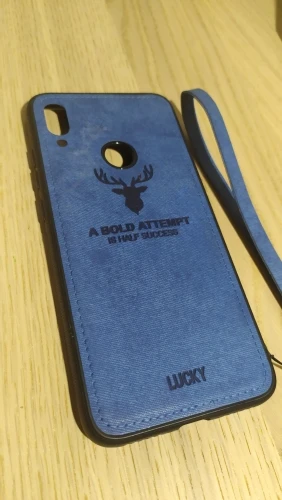 A BOLD ATTEMPT
IS HALF SUCCESS
LUCKY